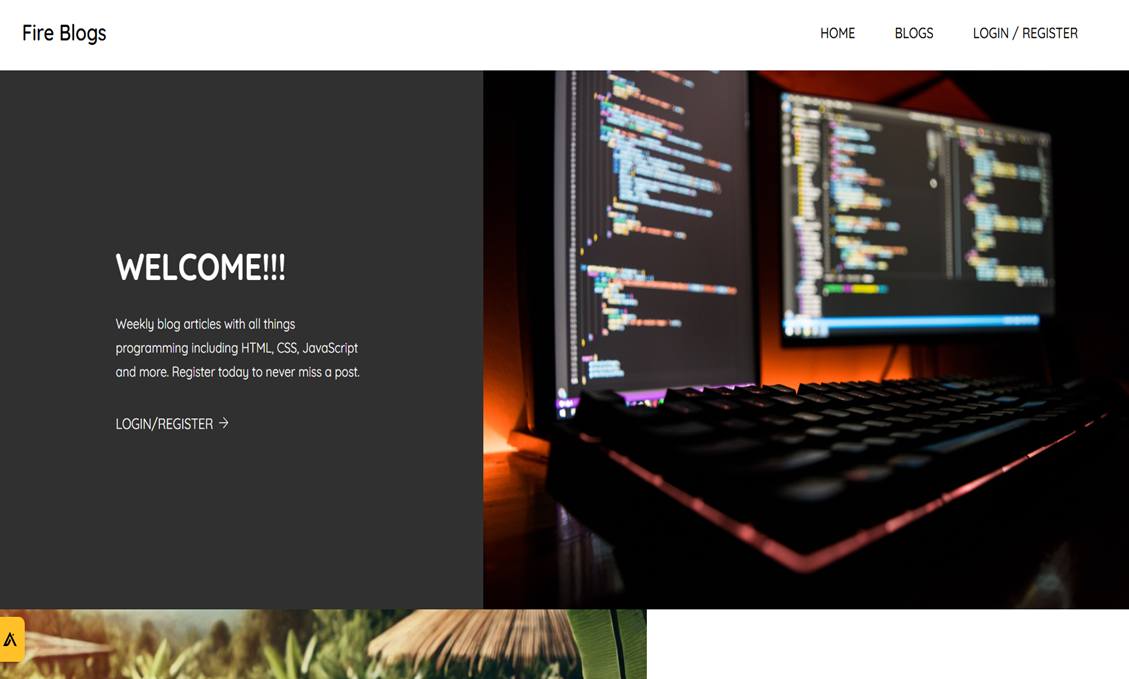 Fire Blogs
HOME BLOGS LOGIN / REGISTER
WELCOME!!!
Weekly blog articles with all things
programming including HTML, CSS, JavaScript
and more. Register today to never miss a post.
LOGIN/REGISTER →